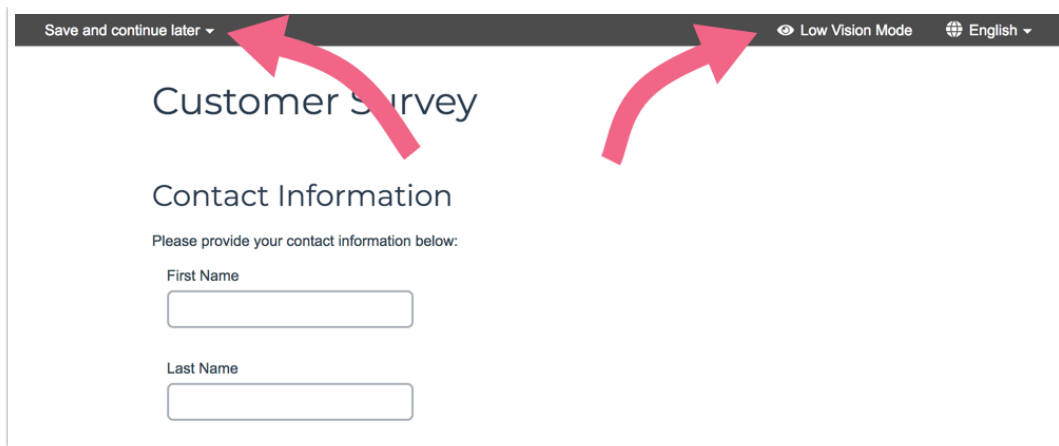 Save and continue later
Low Vision Mode
English
Customer Survey
Contact Information
Please provide your contact information below:
First Name
Last Name